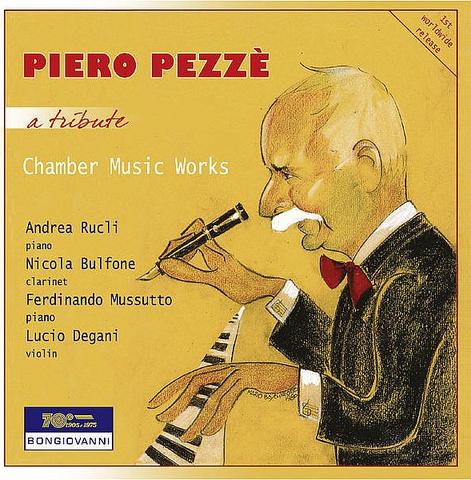 1st
worldwide
release
PIERO PEZZÈ
a tribute
Chamber Music Works
Andrea Rucli
piano
Nicola Bulfone
clarinet
Ferdinando Mussutto
piano
Lucio Degani
violin
70°
1905 e 1975
BONGIOVANNI